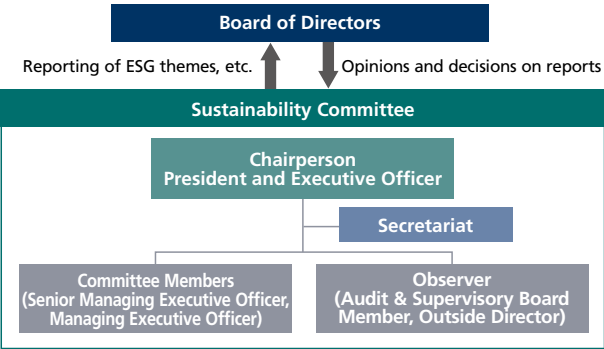 Board of Directors
Reporting of ESG themes, etc.
Opinions and decisions on reports
Sustainability Committee
Chairperson
President and Executive Officer
Secretariat
Committee Members
(Senior Managing Executive Officer,
Managing Executive Officer)
Observer
(Audit & Supervisory Board
Member, Outside Director)